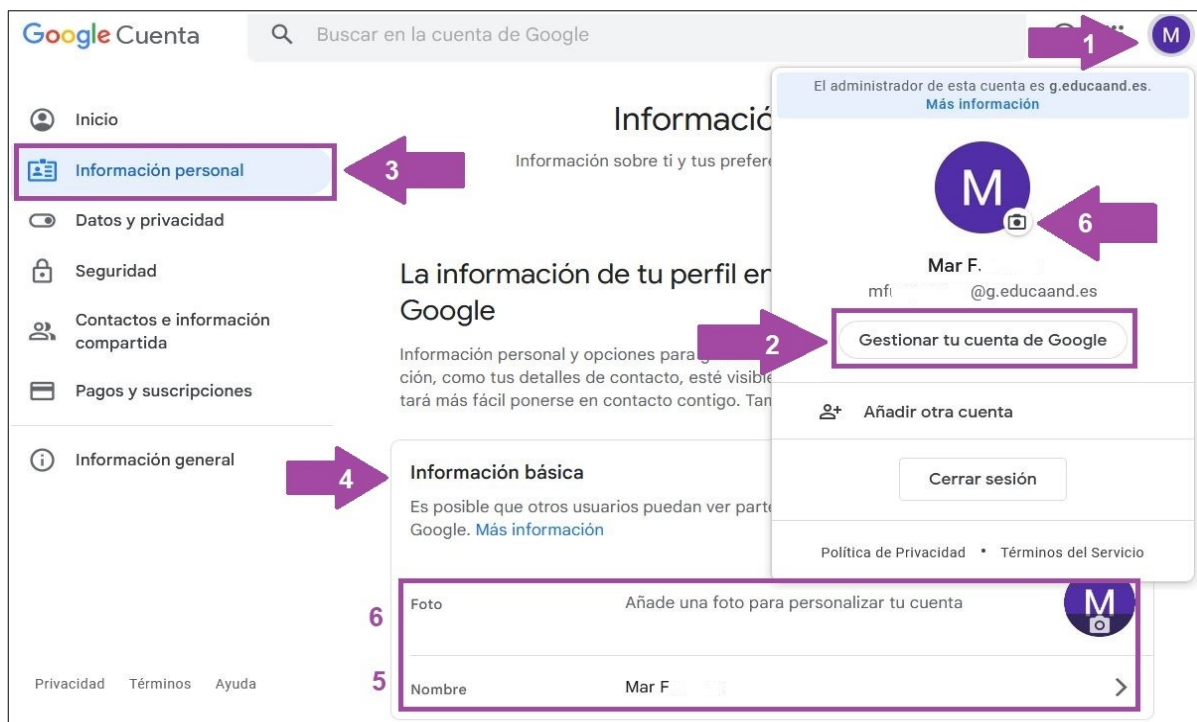 Google Cuenta
Buscar en la cuenta de Google
1
M
Inicio
Información personal
3
Datos y privacidad
Seguridad
Contactos e información
compartida
Pagos y suscripciones
Información general
Privacidad Términos Ayuda
Informació
Información sobre ti y tus prefere
La información de tu perfil en
Google
Información personal y opciones para
ción, como tus detalles de contacto, esté visible
tará más fácil ponerse en contacto contigo. Tam
4
Información básica
Es posible que otros usuarios puedan ver parte
Google. Más información
6
Foto Añade una foto para personalizar tu cuenta
M
5
Nombre Mar F
El administrador de esta cuenta es g.educaand.es.
Más información
M
6
Mar F.
@g.educaand.es
2
Gestionar tu cuenta de Google
Añadir otra cuenta
Cerrar sesión
Política de Privacidad • Términos del Servicio